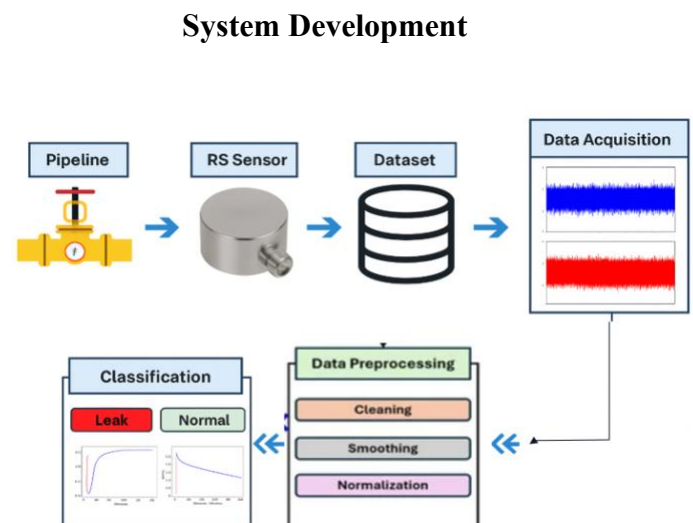 System Development
Pipeline
RS Sensor
Dataset
Data Acquisition
Classification
Leak
Normal
Data Preprocessing
Cleaning
Smoothing
Normalization